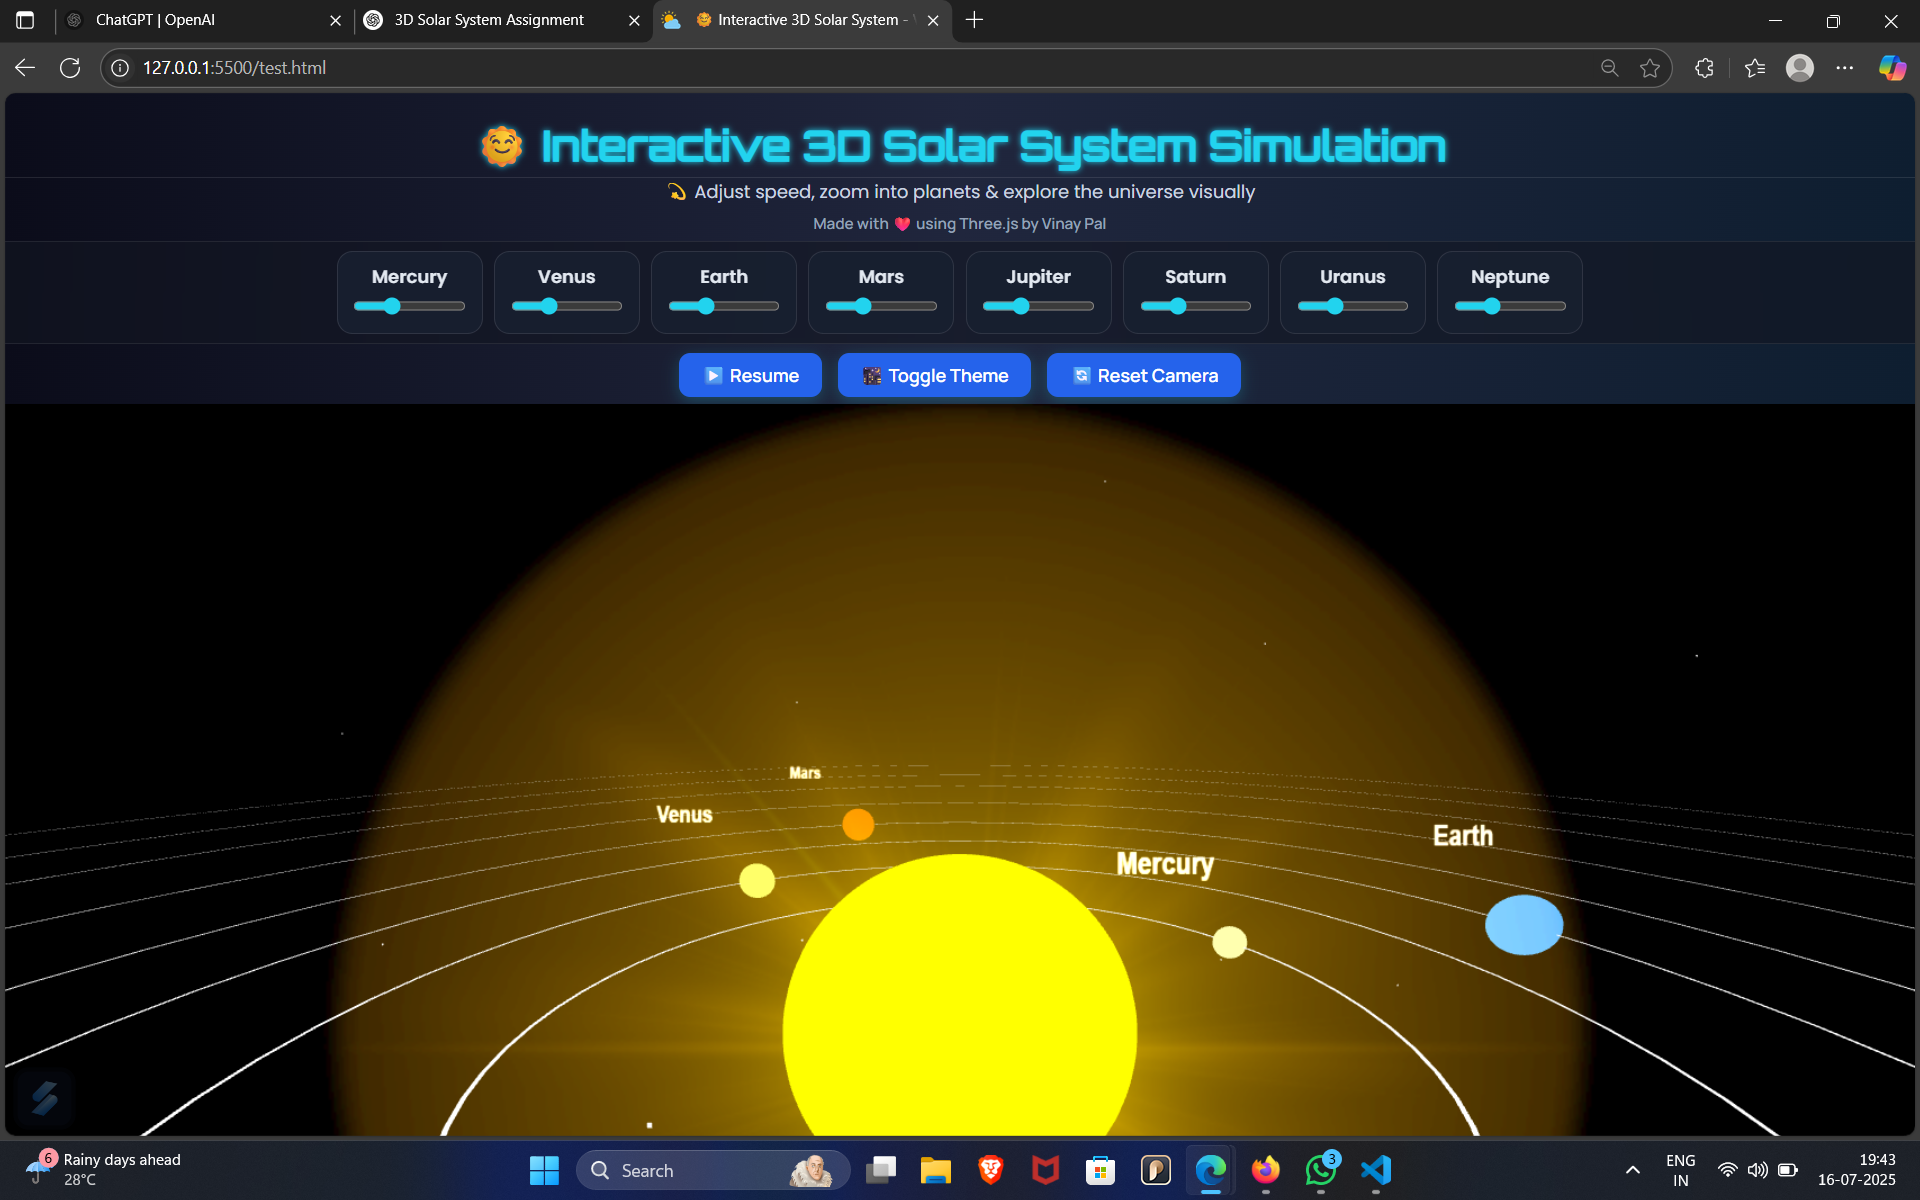 ChatGPT | OpenAI
3D Solar System Assignment
Interactive 3D Solar System -
127.0.0.1:5500/test.html
Interactive 3D Solar System Simulation
Adjust speed, zoom into planets & explore the universe visually
Made with ❤️ using Three.js by Vinay Pal
Mercury Venus Earth Mars Jupiter Saturn Uranus Neptune
Resume Toggle Theme Reset Camera
Mars
Venus
Earth
Mercury
6 Rainy days ahead
28°C
Search
3
ENG
IN
19:43
16-07-2025